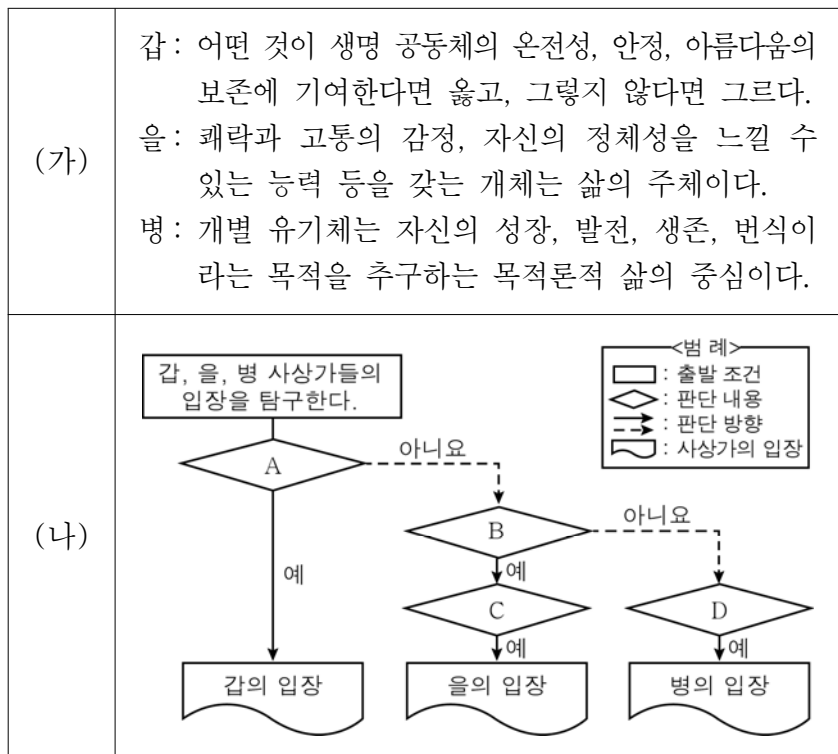 (가)
갑: 어떤 것이 생명 공동체의 온전성, 안정, 아름다움의
보존에 기여한다면 옳고, 그렇지 않다면 그르다.
을: 쾌락과 고통의 감정, 자신의 정체성을 느낄 수
있는 능력 등을 갖는 개체는 삶의 주체이다.
병: 개별 유기체는 자신의 성장, 발전, 생존, 번식이
라는 목적을 추구하는 목적론적 삶의 중심이다.
(나)
갑, 을, 병 사상가들의
입장을 탐구한다.
<범 례>
: 출발 조건
: 판단 내용
: 판단 방향
: 사상가의 입장
A
아니요
B
아니요
예
예
C
D
예
예
갑의 입장
을의 입장
병의 입장